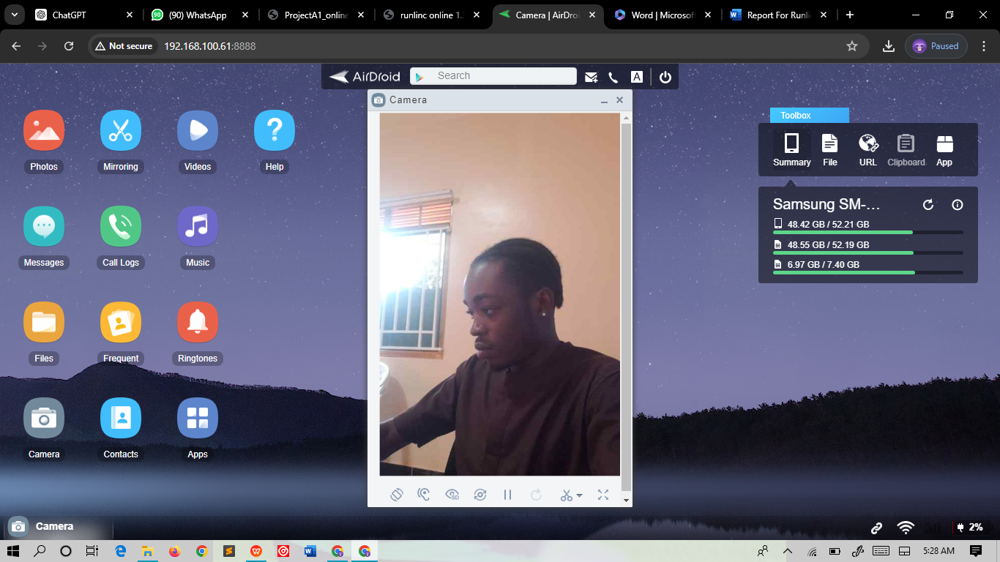 ChatGPT
(90) WhatsApp
ProjectA1_online
runlinc online 1.
Camera | AirDroi
Word | Microsof
Report For Runli
Not secure
192.168.100.61:8888
Paused
AirDroid
Search
A
Camera
Photos
Mirroring
Videos
Help
Messages
Call Logs
Music
Files
Frequent
Ringtones
Camera
Contacts
Apps
SD
Toolbox
Summary
File
URL
Clipboard
App
Samsung SM-...
48.42 GB / 52.21 GB
48.55 GB / 52.19 GB
6.97 GB / 7.40 GB
Camera
2%
5:28 AM